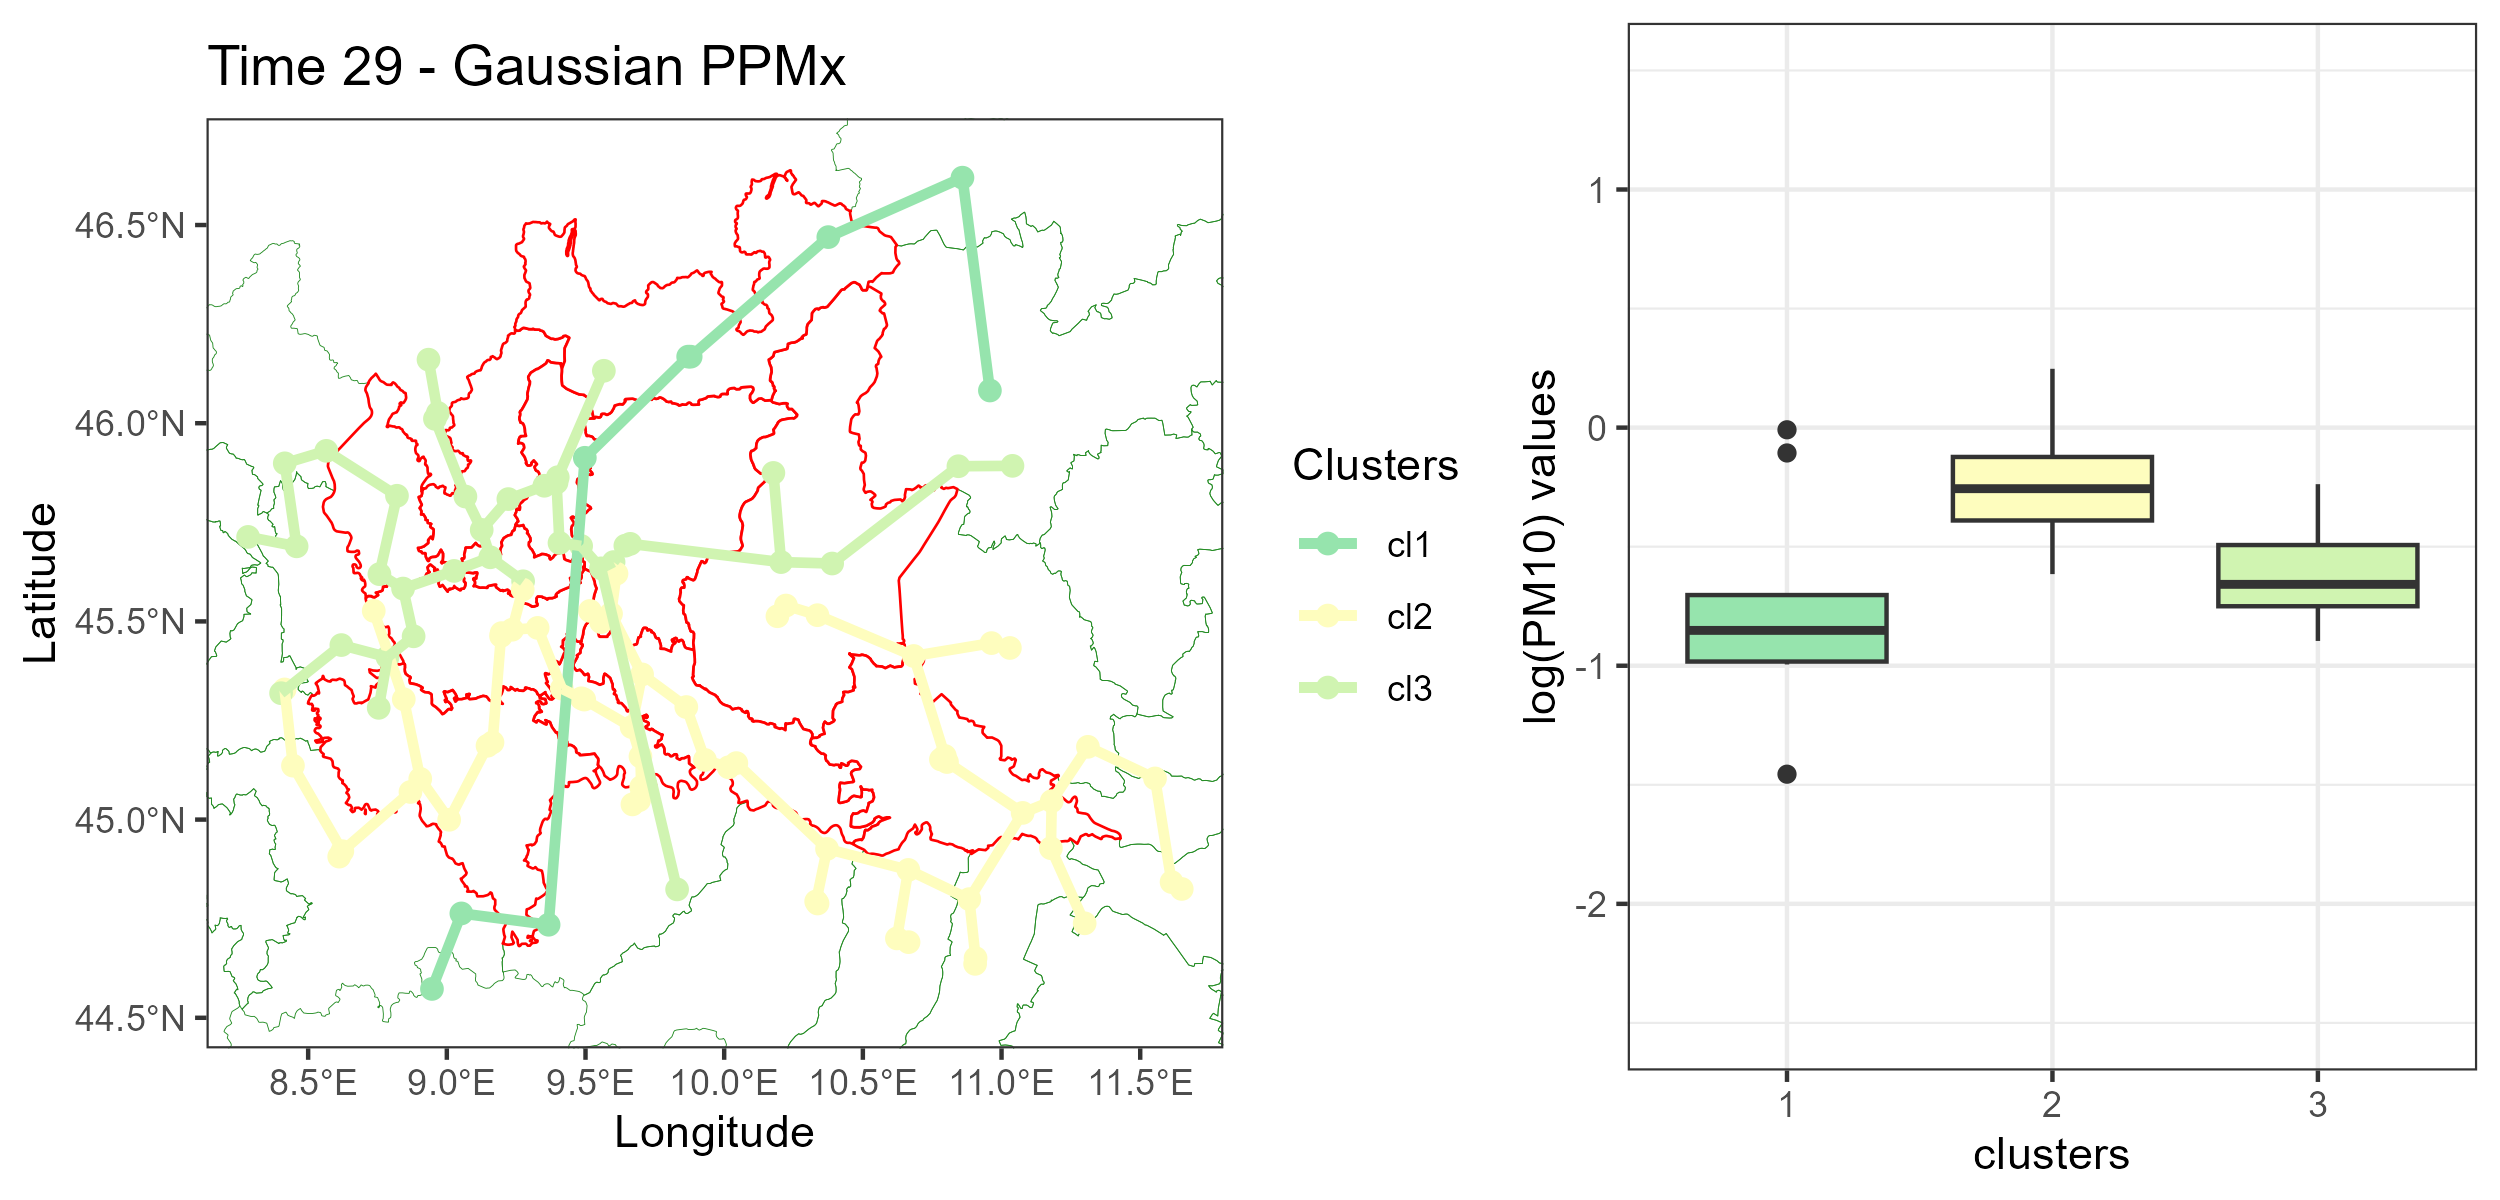 Time 29 - Gaussian PPMx
Latitude
46.5°N
46.0°N
45.5°N
45.0°N
44.5°N
8.5°E 9.0°E 9.5°E 10.0°E 10.5°E 11.0°E 11.5°E
Longitude
Clusters
cl1
cl2
cl3
log(PM10) values
1
0
-1
-2
1 2 3
clusters